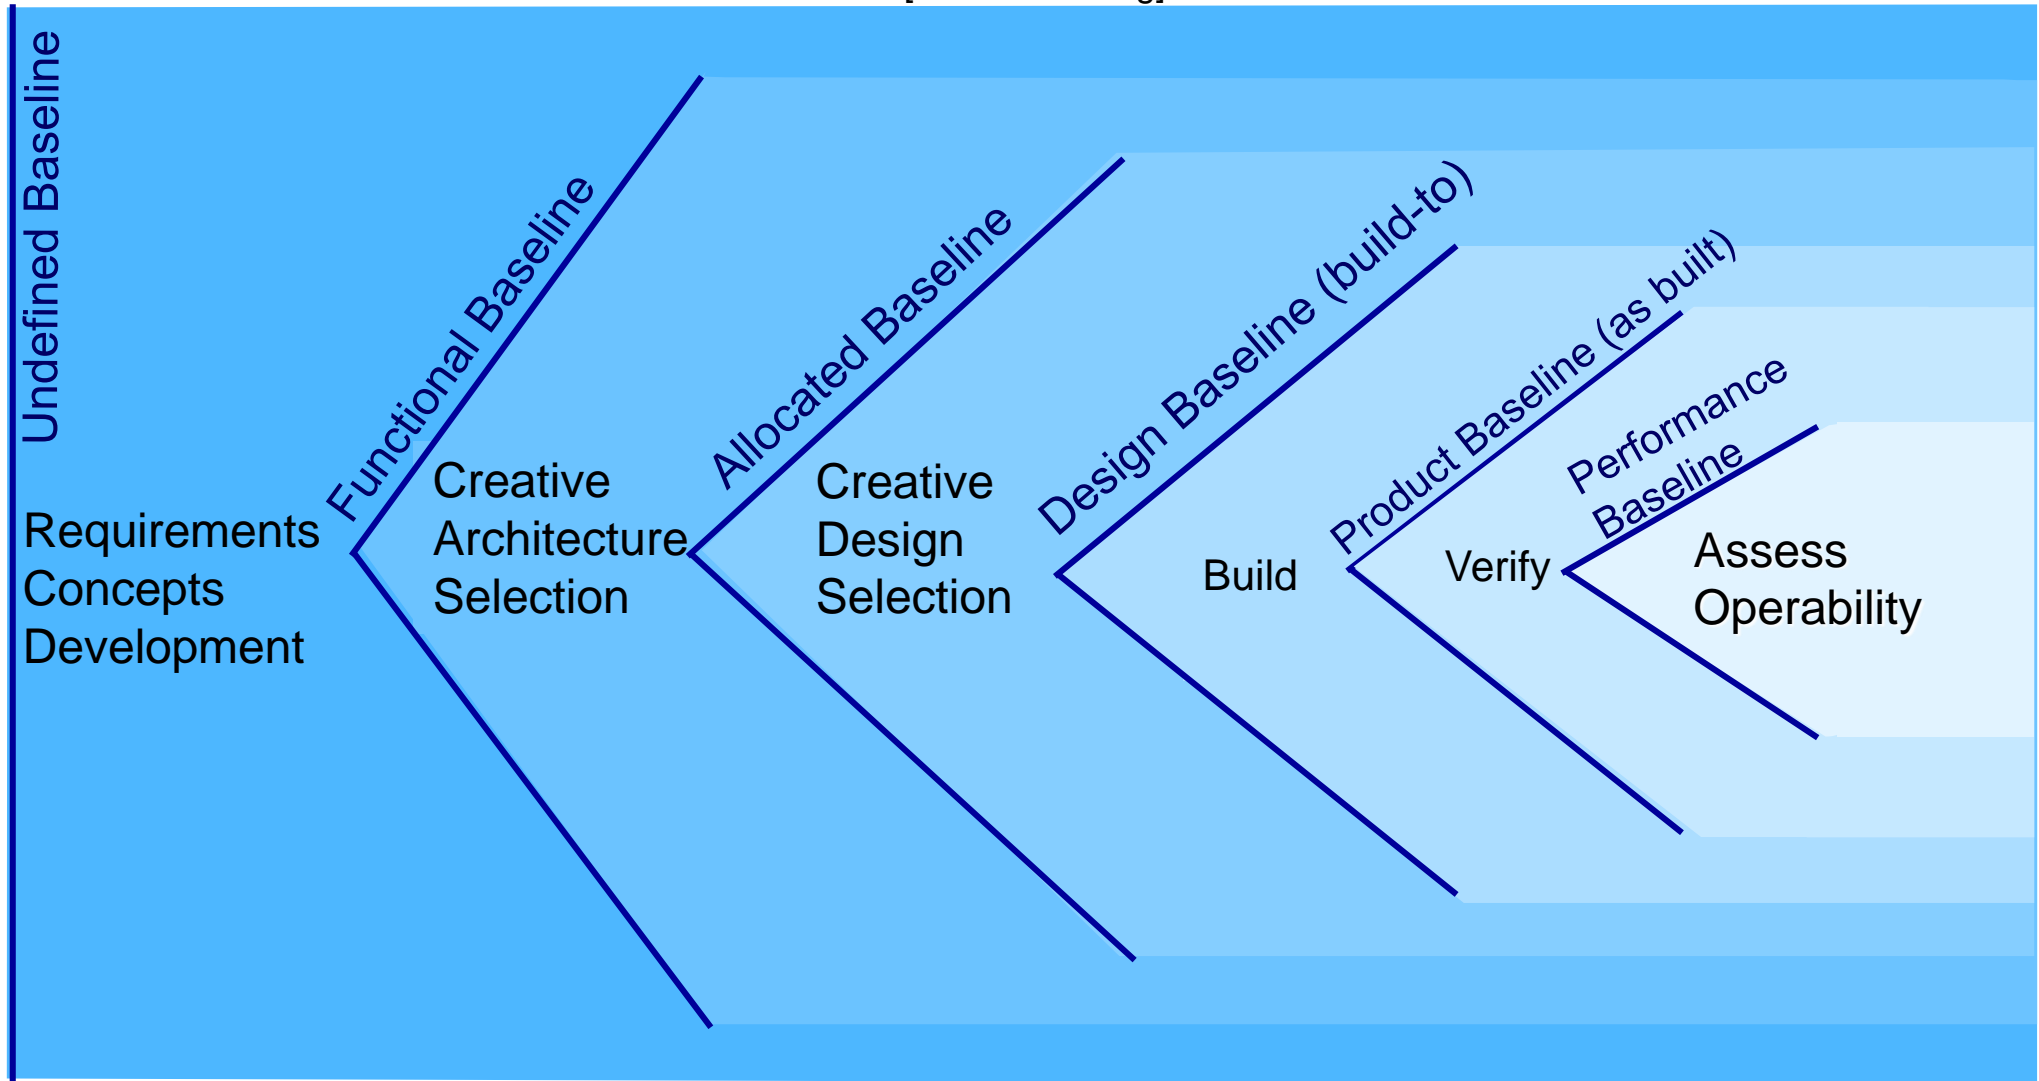 Undefined Baseline
Requirements
Concepts
Development
Functional Baseline
Creative
Architecture
Selection
Allocated Baseline
Creative
Design
Selection
Design Baseline (build-to)
Build
Product Baseline (as built)
Verify
Performance
Baseline
Assess
Operability